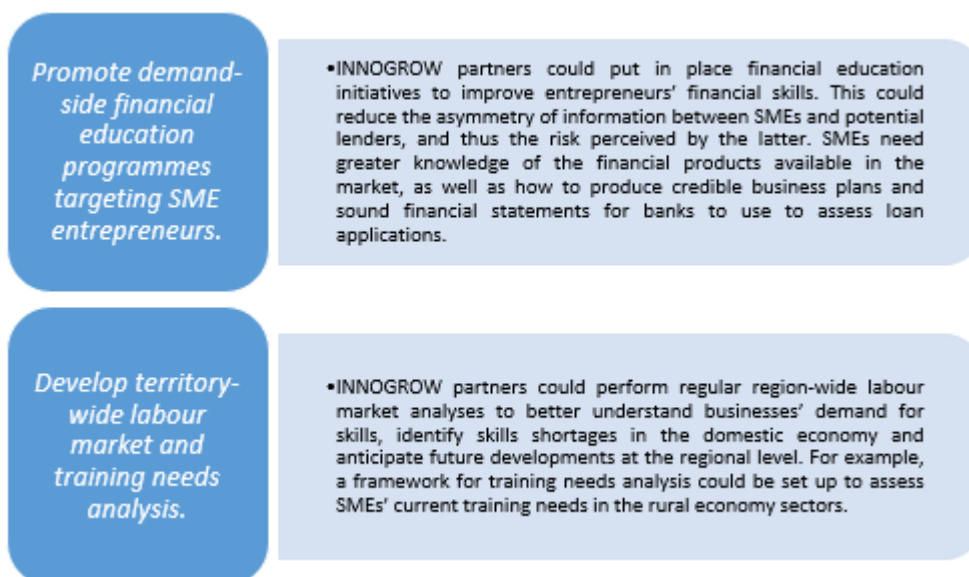 Promote demand-
side financial
education
programmes
targeting SME
entrepreneurs.
•INNOGROW partners could put in place financial education
initiatives to improve entrepreneurs' financial skills. This could
reduce the asymmetry of information between SMEs and potential
lenders, and thus the risk perceived by the latter. SMEs need
greater knowledge of the financial products available in the
market, as well as how to produce credible business plans and
sound financial statements for banks to use to assess loan
applications.
Develop territory-
wide labour
market and
training needs
analysis.
•INNOGROW partners could perform regular region-wide labour
market analyses to better understand businesses' demand for
skills, identify skills shortages in the domestic economy and
anticipate future developments at the regional level. For example,
a framework for training needs analysis could be set up to assess
SMEs' current training needs in the rural economy sectors.